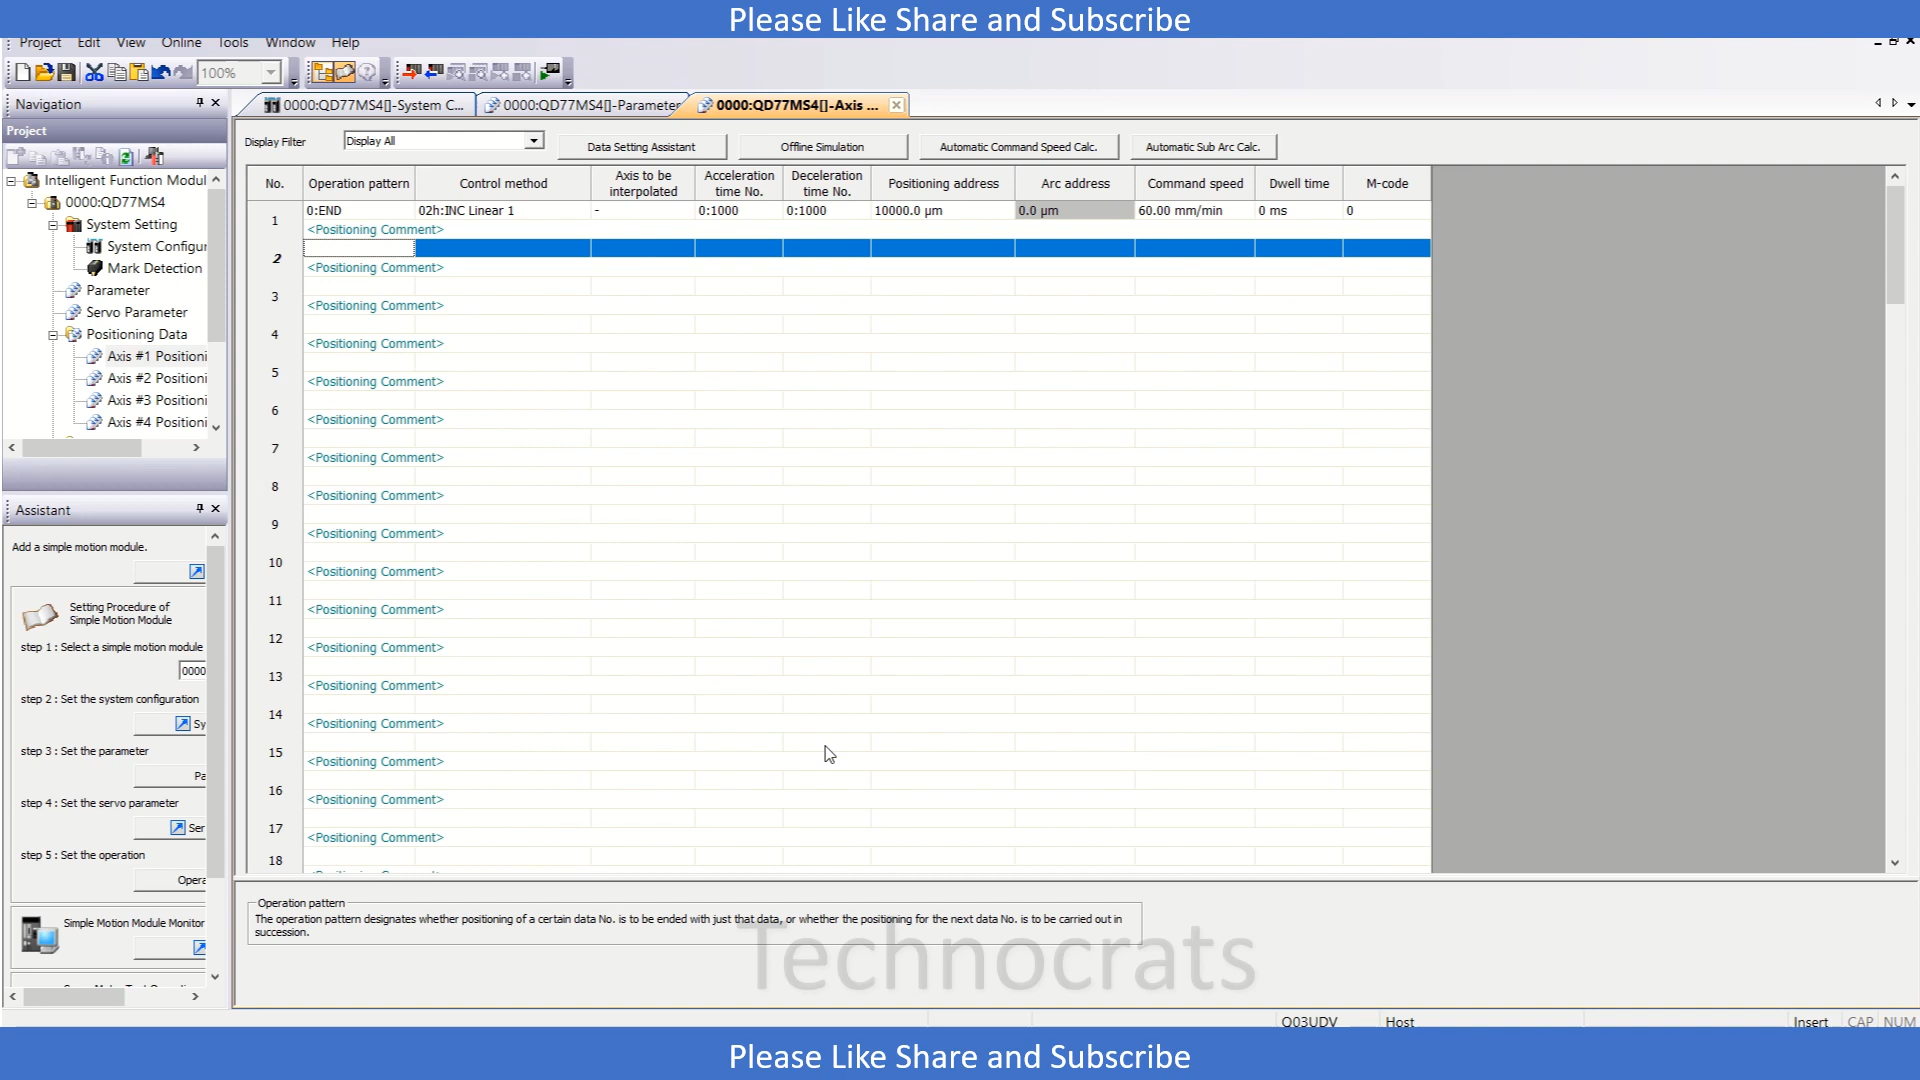 Please Like Share and Subscribe
Project Edit View Online Tools Window Help
100%
Navigation
0000:QD77MS4[]-System C...
0000:QD77MS4[]-Parameter
0000:QD77MS4[]-Axis ...
Project
Display Filter
Display All
Data Setting Assistant
Offline Simulation
Automatic Command Speed Calc.
Automatic Sub Arc Calc.
Intelligent Function Modul
0000:QD77MS4
System Setting
System Configur
Mark Detection
Parameter
Servo Parameter
Positioning Data
Axis #1 Positioni
Axis #2 Positioni
Axis #3 Positioni
Axis #4 Positioni
No. Operation pattern Control method Axis to be interpolated Acceleration time No. Deceleration time No. Positioning address Arc address Command speed Dwell time M-code
1 0:END 02h:INC Linear 1 - 0:1000 0:1000 10000.0 µm 0.0 µm 60.00 mm/min 0 ms 0
<Positioning Comment>
2
<Positioning Comment>
3
<Positioning Comment>
4
<Positioning Comment>
5
<Positioning Comment>
6
<Positioning Comment>
7
<Positioning Comment>
8
<Positioning Comment>
9
<Positioning Comment>
10
<Positioning Comment>
11
<Positioning Comment>
12
<Positioning Comment>
13
<Positioning Comment>
14
<Positioning Comment>
15
<Positioning Comment>
16
<Positioning Comment>
17
<Positioning Comment>
18
Assistant
Add a simple motion module.
Setting Procedure of
Simple Motion Module
step 1 : Select a simple motion module
0000
step 2 : Set the system configuration
Sy
step 3 : Set the parameter
Pa
step 4 : Set the servo parameter
Ser
step 5 : Set the operation
Opera
Simple Motion Module Monitor
Operation pattern
The operation pattern designates whether positioning of a certain data No. is to be ended with just that data, or whether the positioning for the next data No. is to be carried out in
succession.
Technocrats
Q03UDV Host Insert CAP NUM
Please Like Share and Subscribe